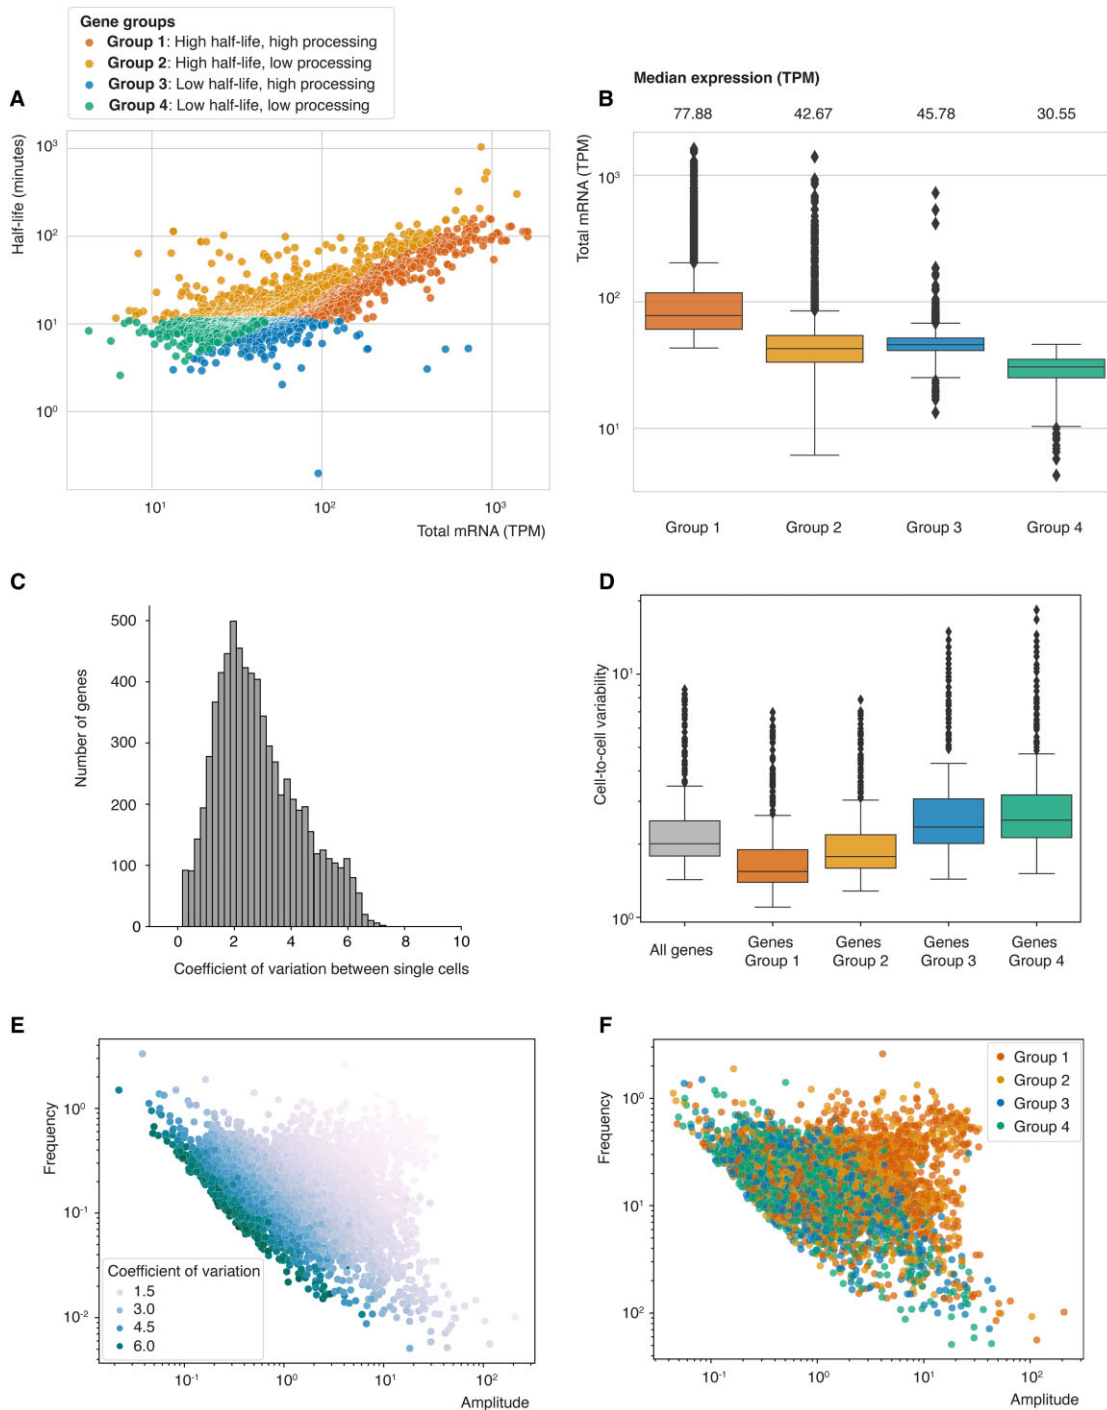 Gene groups
Group 1: High half-life, high processing
Group 2: High half-life, low processing
Group 3: Low half-life, high processing
Group 4: Low half-life, low processing
A
Half-life (minutes)
10³
10²
10¹
10⁰
10¹
10²
10³
Total mRNA (TPM)
B
Median expression (TPM)
77.88
42.67
45.78
30.55
Total mRNA (TPM)
10³
10²
10¹
Group 1
Group 2
Group 3
Group 4
C
Number of genes
500
400
300
200
100
0
0
2
4
6
8
10
Coefficient of variation between single cells
D
Cell-to-cell variability
10¹
10⁰
All genes
Genes
Group 1
Genes
Group 2
Genes
Group 3
Genes
Group 4
E
Frequency
10⁰
10⁻¹
10⁻²
Coefficient of variation
1.5
3.0
4.5
6.0
10⁻¹
10⁰
10¹
10²
Amplitude
F
Group 1
Group 2
Group 3
Group 4
Frequency
10⁰
10¹
10²
10⁻¹
10⁰
10¹
10²
Amplitude